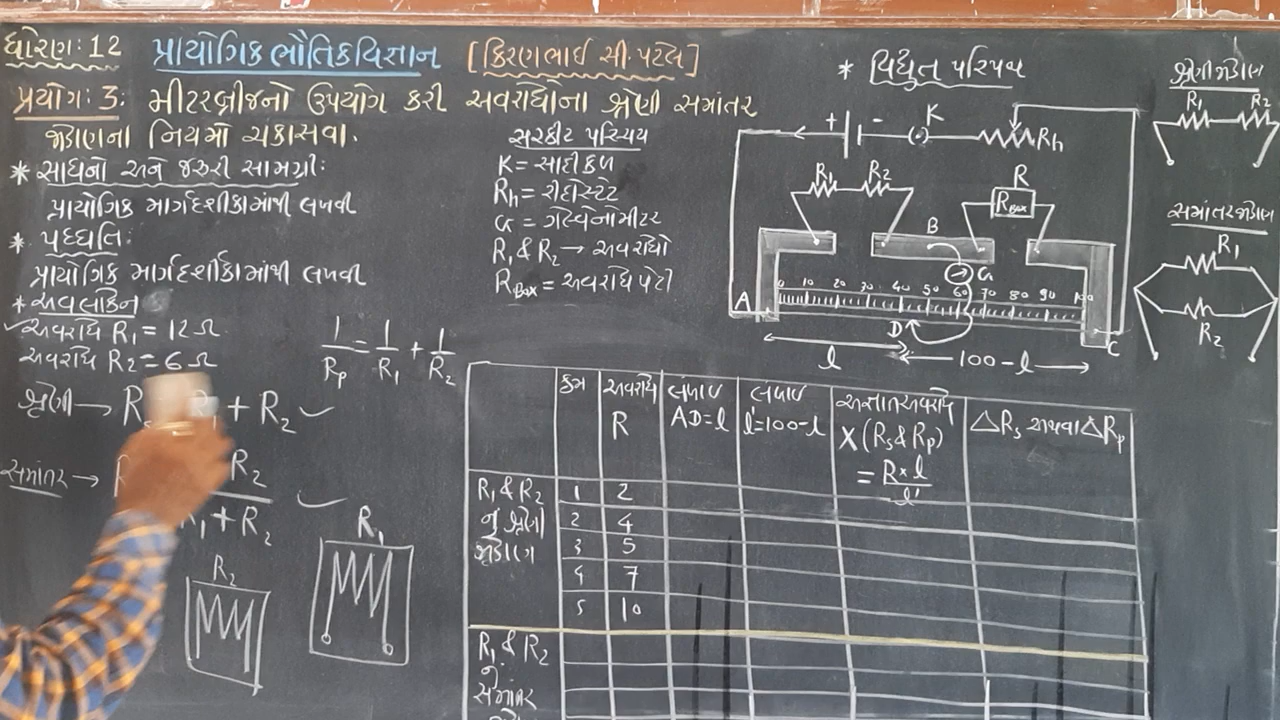 ધોરણ: 12 પ્રાયોગિક ભૌતિકવિજ્ઞાન [કિરણભાઈ સી. પટેલ]
પ્રયોગ: 3: મીટરબ્રીજનો ઉપયોગ કરી અવરોધોના શ્રેણી સમાંતર
જોડાણના નિયમો ચકાસવા.
* સાધનો અને જરુરી સામગ્રી:
પ્રાયોગિક માર્ગદર્શીકામાંથી લખવી
* પધ્ધતિ:
પ્રાયોગિક માર્ગદર્શીકામાંથી લખવી
* અવલોકન
અવરોધ R₁ = 12 Ω
અવરોધ R₂ = 6 Ω
શ્રેણી → R + R₂
સમાંતર → R₂
R₁ + R₂
1/Rp = 1/R₁ + 1/R₂
R₂
R₁
સરકીટ પરિચય
K = સાદીકળ
Rh = રીહોસ્ટેટ
G = ગેલ્વેનોમીટર
R₁ & R₂ → અવરોધો
RBox = અવરોધ પેટી
* વિદ્યુત પરિપથ
+ - K Rh
R₁ R₂ R
RBox
B
G
A 0 10 20 30 40 50 60 70 80 90 100
D C
l 100-l
શ્રેણીજોડાણ
R₁ R₂
સમાંતરજોડાણ
R₁
R₂
ક્રમ અવરોધ R લંબાઈ AD=l લંબાઈ l'=100-l અજ્ઞાત અવરોધ X (Rs & Rp) = R×l/l' △Rs અથવા △Rp
R₁ & R₂ 1 2
નું શ્રેણી 2 4
જોડાણ 3 5
4 7
5 10
R₁ & R₂
નું
સમાંતર